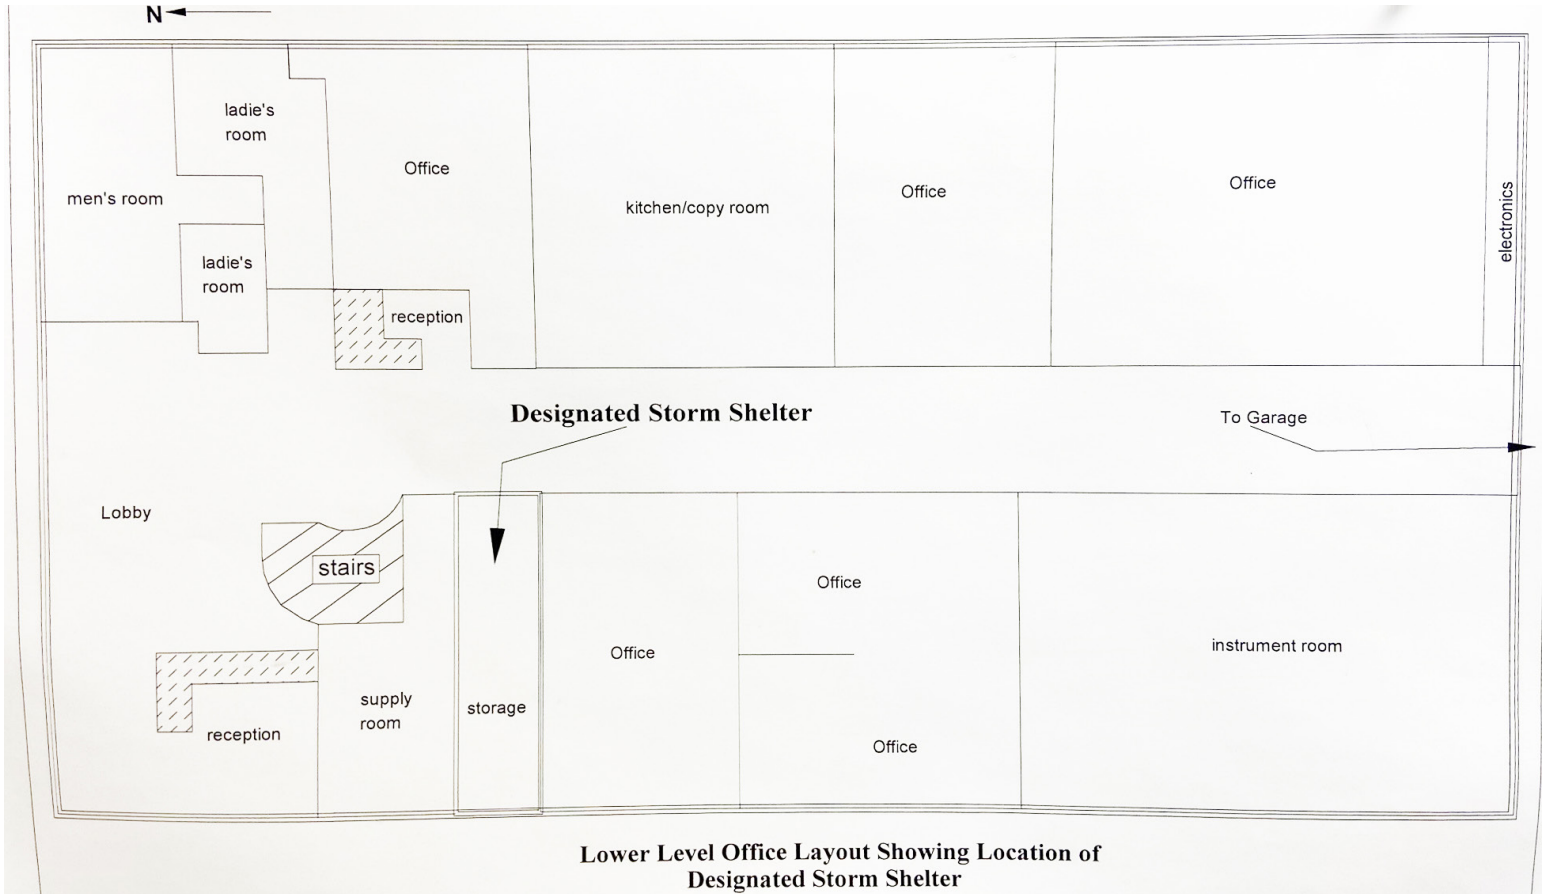 N
ladie's
room
Office
men's room
Office
Office
kitchen/copy room
electronics
ladie's
room
reception
Designated Storm Shelter
To Garage
Lobby
stairs
Office
Office
instrument room
supply
room
storage
reception
Office
Lower Level Office Layout Showing Location of
Designated Storm Shelter